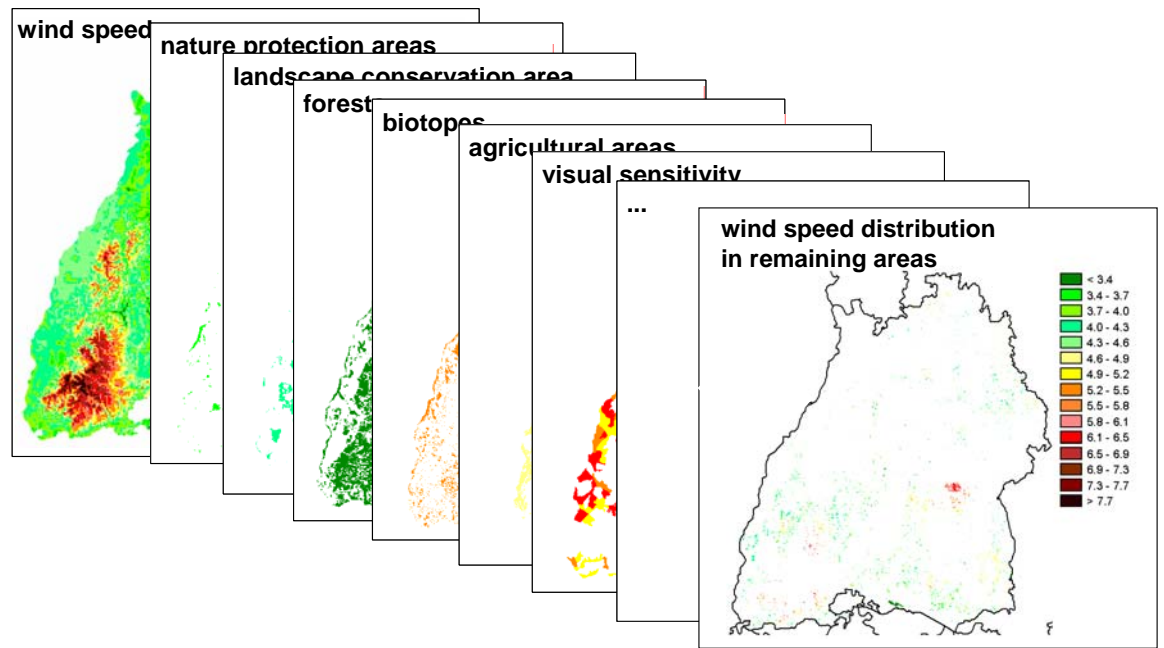 wind speed
nature protection areas
landscape conservation area
forests
biotopes
agricultural areas
visual sensitivity
...
wind speed distribution
in remaining areas
< 3.4
3.4 - 3.7
3.7 - 4.0
4.0 - 4.3
4.3 - 4.6
4.6 - 4.9
4.9 - 5.2
5.2 - 5.5
5.5 - 5.8
5.8 - 6.1
6.1 - 6.5
6.5 - 6.9
6.9 - 7.3
7.3 - 7.7
> 7.7